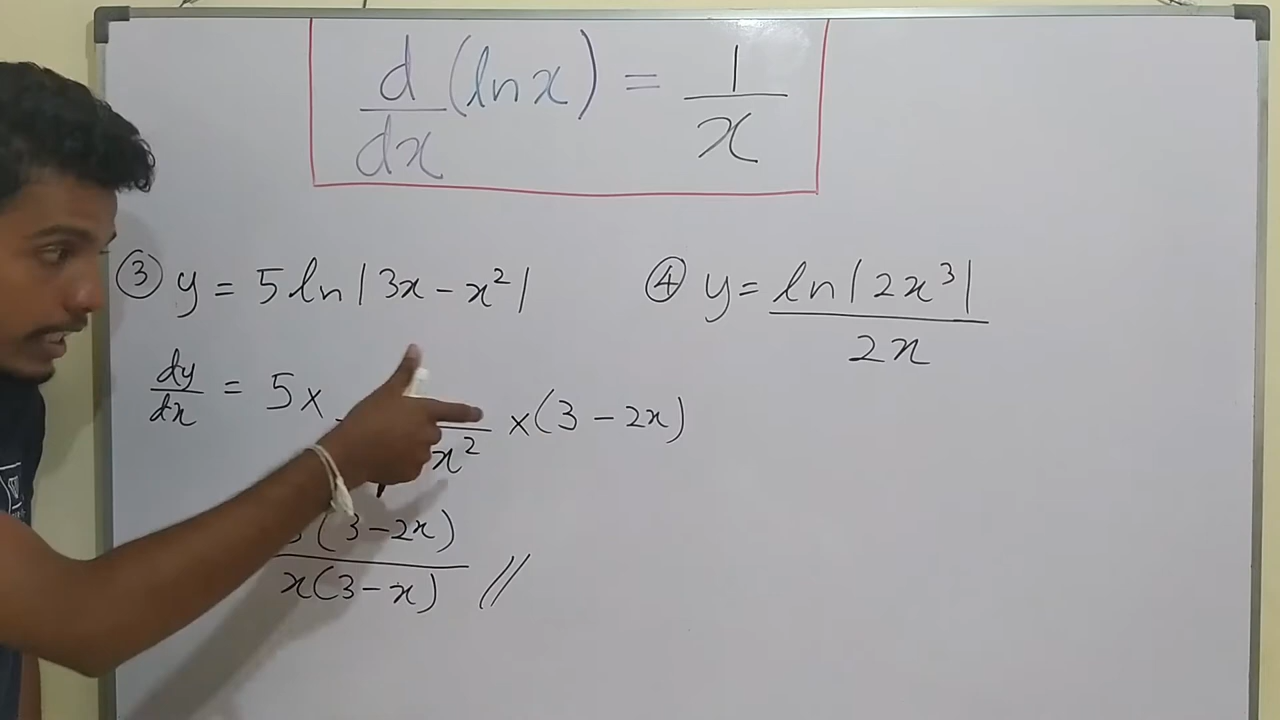 d/dx (ln x) = 1/x
③ y = 5 ln|3x - x²|
dy/dx = 5 × x² × (3 - 2x)
(3 - 2x) / x(3 - x) //
④ y = ln|2x³| / 2x